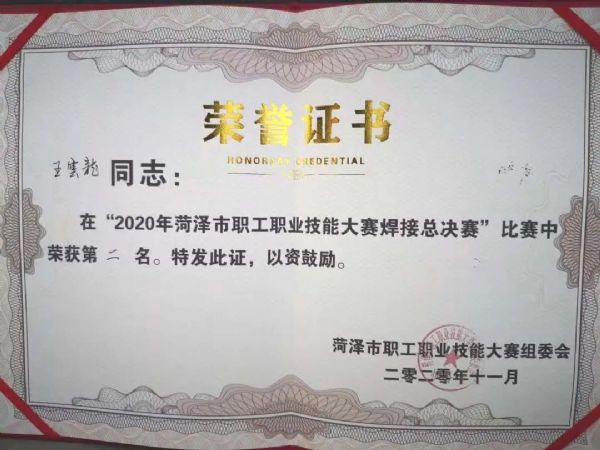 荣誉证书
HONORARY CREDENTIAL
王雲龍 同志：
在“2020年菏泽市职工职业技能大赛焊接总决赛”比赛中
荣获第 二 名。特发此证，以资鼓励。
菏泽市职工职业技能大赛组委会
二零二零年十一月